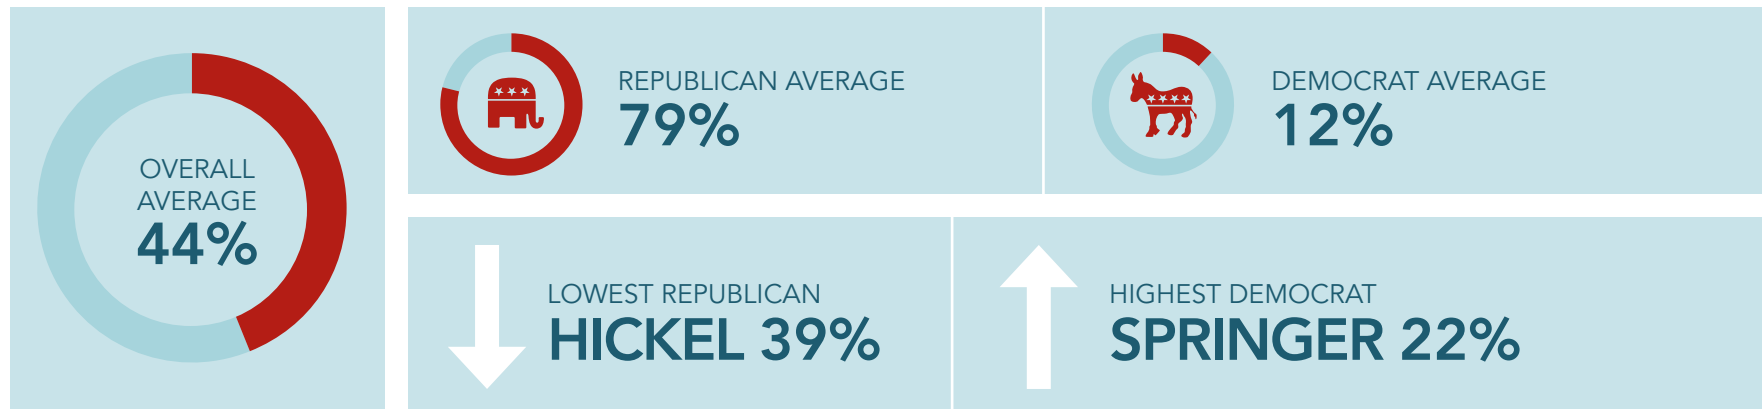 OVERALL
AVERAGE
44%
REPUBLICAN AVERAGE
79%
DEMOCRAT AVERAGE
12%
LOWEST REPUBLICAN
HICKEL 39%
HIGHEST DEMOCRAT
SPRINGER 22%